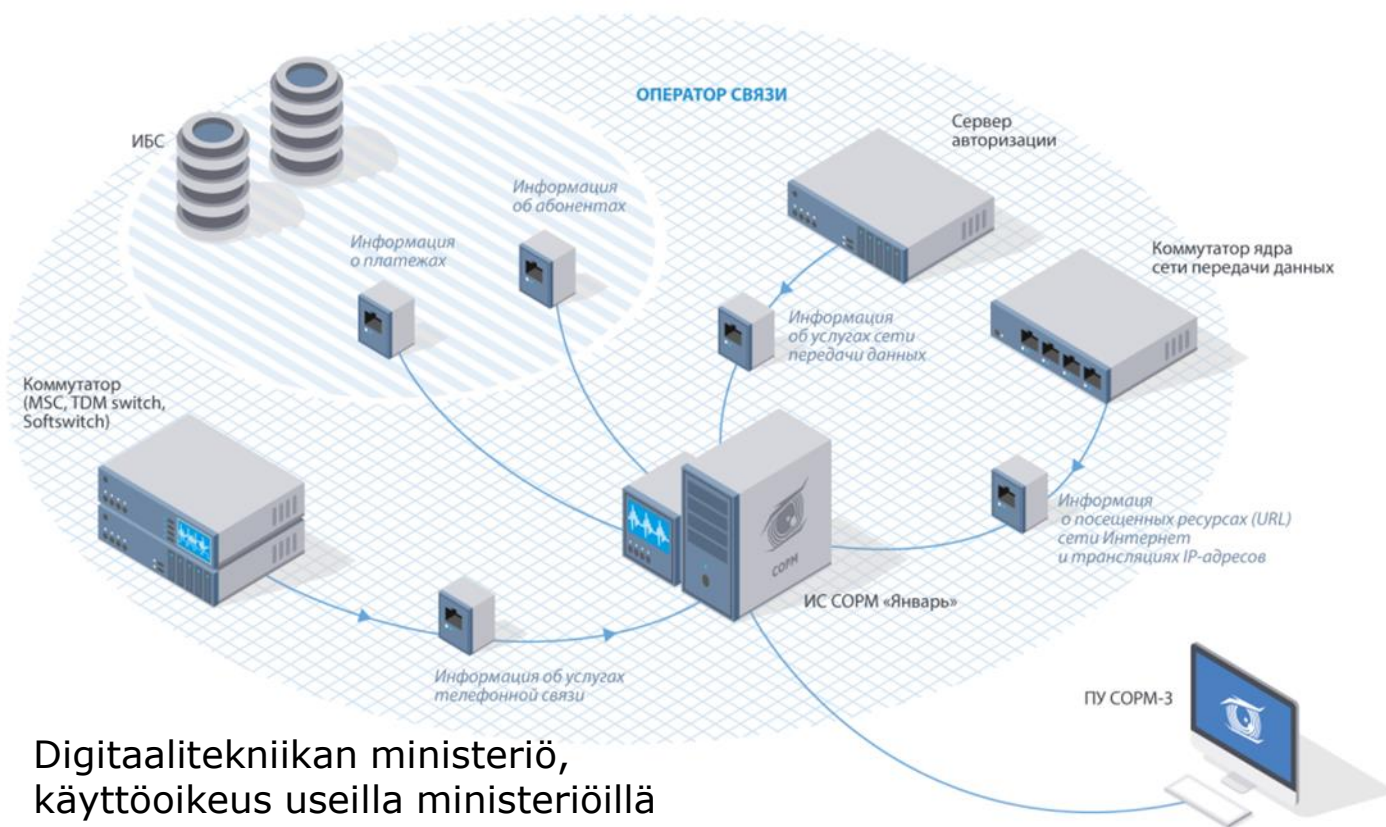 ОПЕРАТОР СВЯЗИ
ИБС
Сервер
авторизации
Информация
об абонентах
Информация
о платежах
Коммутатор ядра
сети передачи данных
Информация
об услугах сети
передачи данных
Коммутатор
(MSC, TDM switch,
Softswitch)
Информация
о посещенных ресурсах (URL)
сети Интернет
и трансляциях IP-адресов
СОРМ
ИС СОРМ «Январь»
Информация об услугах
телефонной связи
ПУ СОРМ-3
Digitaalitekniikan ministeriö,
käyttöoikeus useilla ministeriöillä